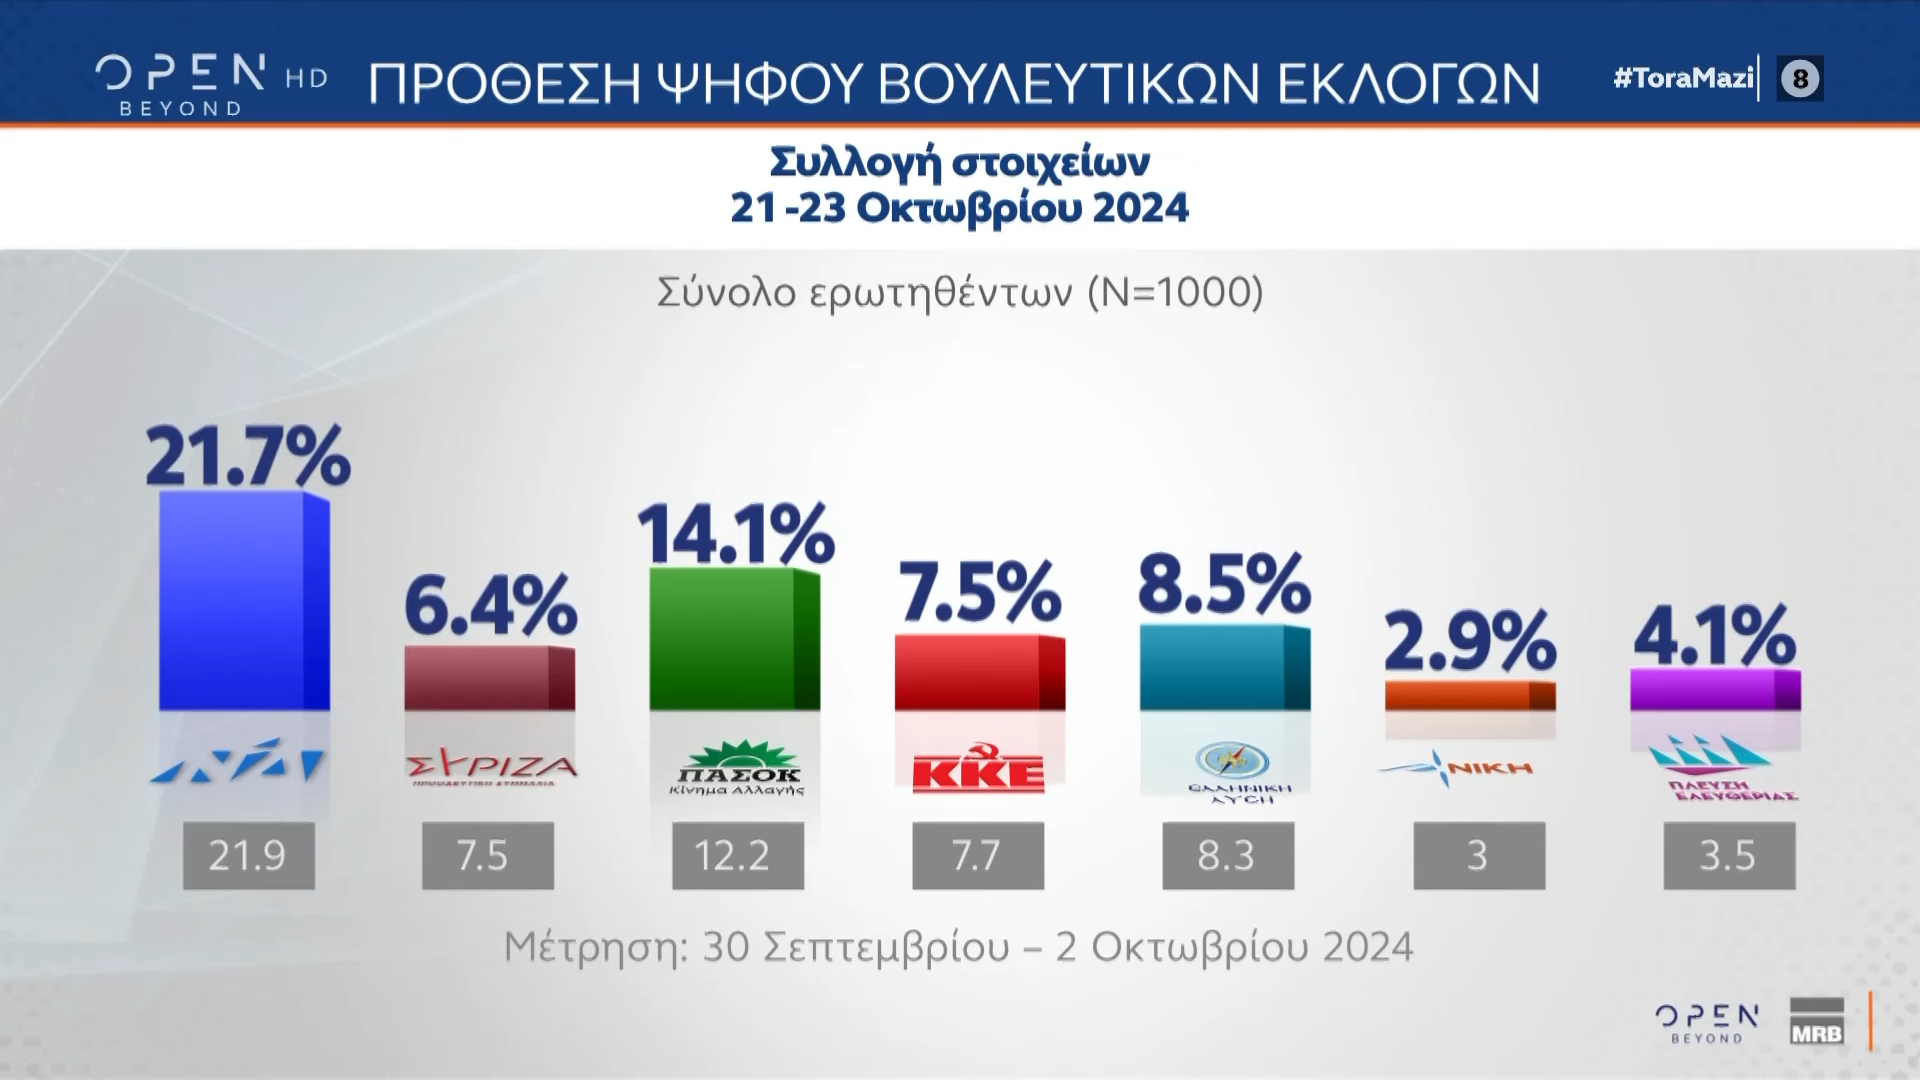 OPEN HD
BEYOND
ΠΡΟΘΕΣΗ ΨΗΦΟΥ ΒΟΥΛΕΥΤΙΚΩΝ ΕΚΛΟΓΩΝ
#ToraMazi
8
Συλλογή στοιχείων
21 -23 Οκτωβρίου 2024
Σύνολο ερωτηθέντων (N=1000)
21.7%
6.4%
14.1%
7.5%
8.5%
2.9%
4.1%
ΣΥΡΙΖΑ
ΠΡΟΟΔΕΥΤΙΚΗ ΣΥΜΜΑΧΙΑ
ΠΑΣΟΚ
Κίνημα Αλλαγής
ΚΚΕ
ΕΛΛΗΝΙΚΗ
ΛΥΣΗ
ΝΙΚΗ
ΠΛΕΥΣΗ
ΕΛΕΥΘΕΡΙΑΣ
21.9
7.5
12.2
7.7
8.3
3
3.5
Μέτρηση: 30 Σεπτεμβρίου – 2 Οκτωβρίου 2024
OPEN
BEYOND
MRB